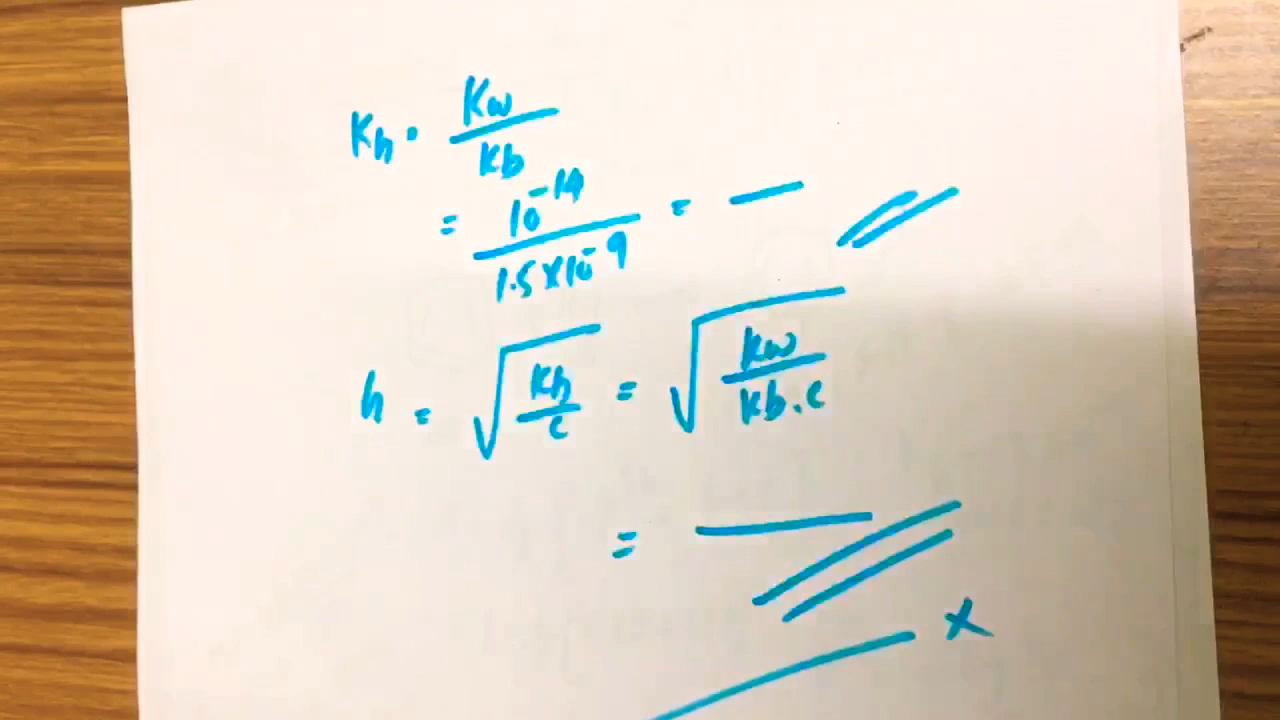 Kh = Kw/Kb
= 10^-14/1.5×10^-9 = —
h = √(Kh/c) = √(Kw/Kb.c)
= —
x